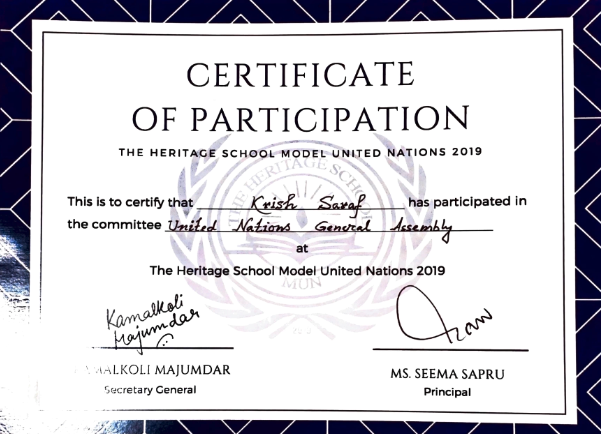 CERTIFICATE
OF PARTICIPATION
THE HERITAGE SCHOOL MODEL UNITED NATIONS 2019
THE HERITAGE SCHOOL
This is to certify that Krish Saraf has participated in
the committee United Nations General Assembly
at
The Heritage School Model United Nations 2019
MUN
Kamalkoli
Majumdar
MALKOLI MAJUMDAR
MS. SEEMA SAPRU
Secretary General
Principal